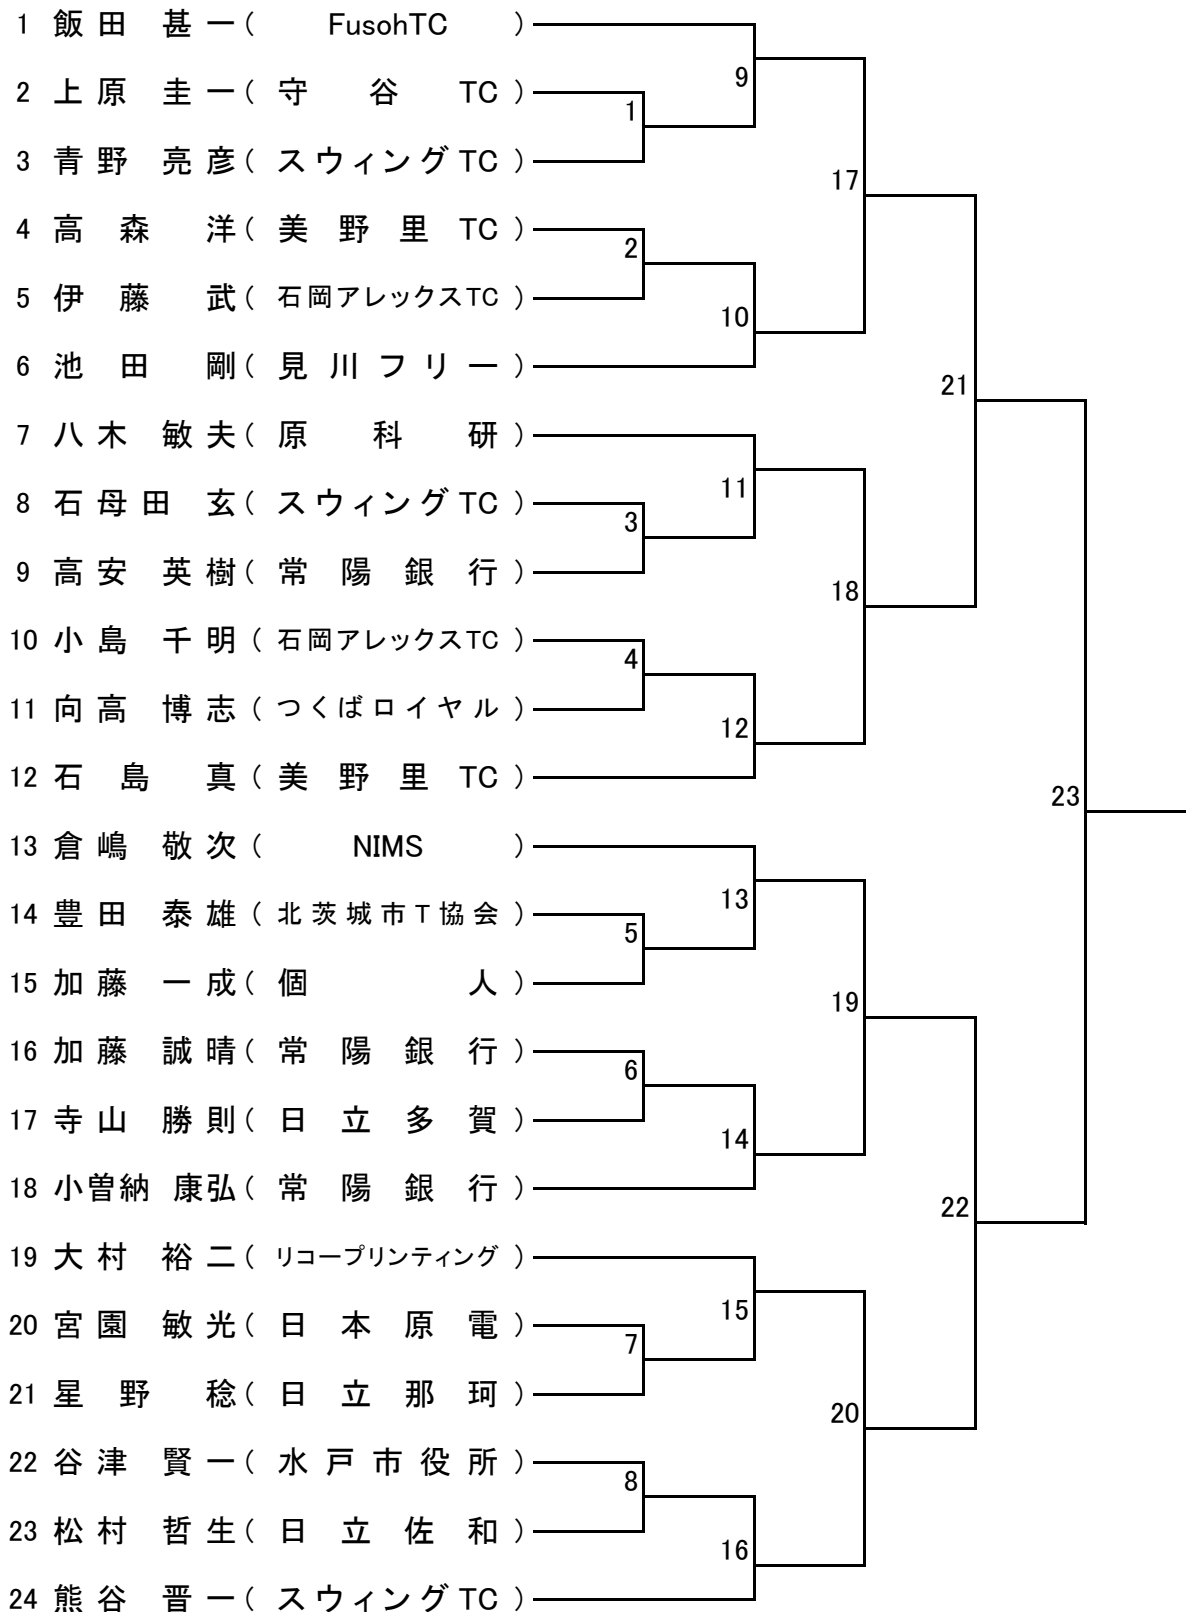 1 飯田 甚一 ( FusohTC )
9
2 上原 圭一 ( 守谷TC )
1
3 青野 亮彦 ( スウィングTC )
17
4 高森 洋 ( 美野里TC )
2
5 伊藤 武 ( 石岡アレックスTC )
10
6 池田 剛 ( 見川フリー )
21
7 八木 敏夫 ( 原科研 )
11
8 石母田 玄 ( スウィングTC )
3
9 高安 英樹 ( 常陽銀行 )
18
10 小島 千明 ( 石岡アレックスTC )
4
11 向高 博志 ( つくばロイヤル )
12
12 石島 真 ( 美野里TC )
23
13 倉嶋 敬次 ( NIMS )
13
14 豊田 泰雄 ( 北茨城市T協会 )
5
15 加藤 一成 ( 個人 )
19
16 加藤 誠晴 ( 常陽銀行 )
6
17 寺山 勝則 ( 日立多賀 )
14
18 小曽納 康弘 ( 常陽銀行 )
22
19 大村 裕二 ( リコープリンティング )
15
20 宮園 敏光 ( 日本原電 )
7
21 星野 稔 ( 日立那珂 )
20
22 谷津 賢一 ( 水戸市役所 )
8
23 松村 哲生 ( 日立佐和 )
16
24 熊谷 晋一 ( スウィングTC )